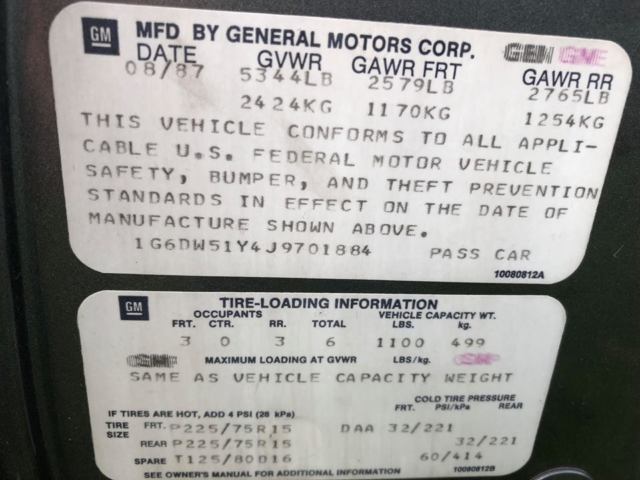 GM MFD BY GENERAL MOTORS CORP. GM GM
DATE GVWR GAWR FRT GAWR RR
08/87 5344LB 2579LB 2765LB
2424KG 1170KG 1254KG
THIS VEHICLE CONFORMS TO ALL APPLI-
CABLE U.S. FEDERAL MOTOR VEHICLE
SAFETY, BUMPER, AND THEFT PREVENTION
STANDARDS IN EFFECT ON THE DATE OF
MANUFACTURE SHOWN ABOVE.
1G6DW51Y4J9701884 PASS CAR
10080812A
GM TIRE-LOADING INFORMATION
OCCUPANTS VEHICLE CAPACITY WT.
FRT. CTR. RR. TOTAL LBS. kg.
3 0 3 6 1100 499
GM MAXIMUM LOADING AT GVWR LBS/kg. GM
SAME AS VEHICLE CAPACITY WEIGHT
COLD TIRE PRESSURE
IF TIRES ARE HOT, ADD 4 PSI (28 kPa) FRT. PSI/kPa REAR
TIRE SIZE FRT. P225/75R15 DAA 32/221
REAR P225/75R15 32/221
SPARE T125/80D16 60/414
SEE OWNER'S MANUAL FOR ADDITIONAL INFORMATION 10080812B